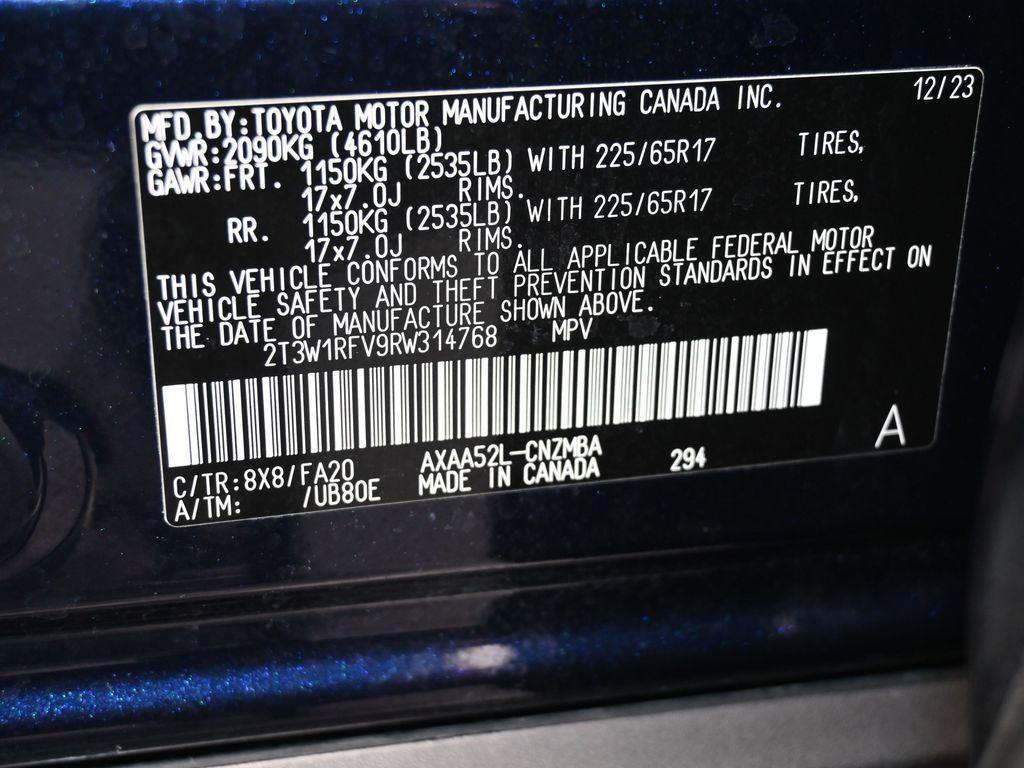 12/23
MFD. BY: TOYOTA MOTOR MANUFACTURING CANADA INC.
GVWR: 2090KG (4610LB)
GAWR: FRT. 1150KG (2535LB) WITH 225/65R17 TIRES,
17x7.0J RIMS.
RR. 1150KG (2535LB) WITH 225/65R17 TIRES,
17x7.0J RIMS.
THIS VEHICLE CONFORMS TO ALL APPLICABLE FEDERAL MOTOR
VEHICLE SAFETY AND THEFT PREVENTION STANDARDS IN EFFECT ON
THE DATE OF MANUFACTURE SHOWN ABOVE.
2T3W1RFV9RW314768 MPV
A
C/TR: 8X8/FA20 AXAA52L-CNZMBA 294
A/TM: /UB80E MADE IN CANADA